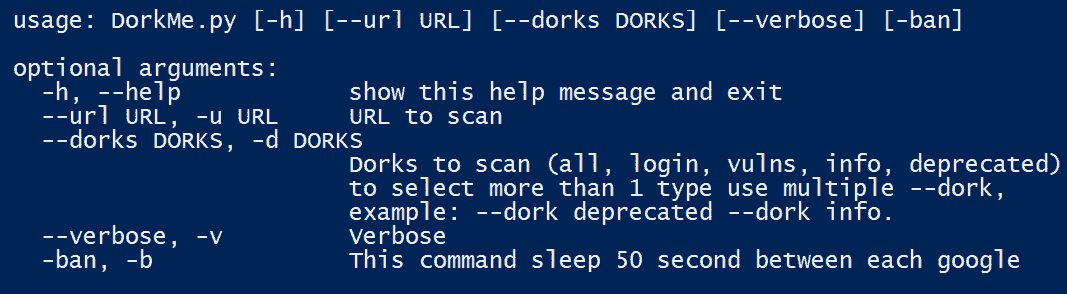 usage: DorkMe.py [-h] [--url URL] [--dorks DORKS] [--verbose] [-ban]
optional arguments:
-h, --help show this help message and exit
--url URL, -u URL URL to scan
--dorks DORKS, -d DORKS
Dorks to scan (all, login, vulns, info, deprecated)
to select more than 1 type use multiple --dork,
example: --dork deprecated --dork info.
--verbose, -v Verbose
-ban, -b This command sleep 50 second between each google